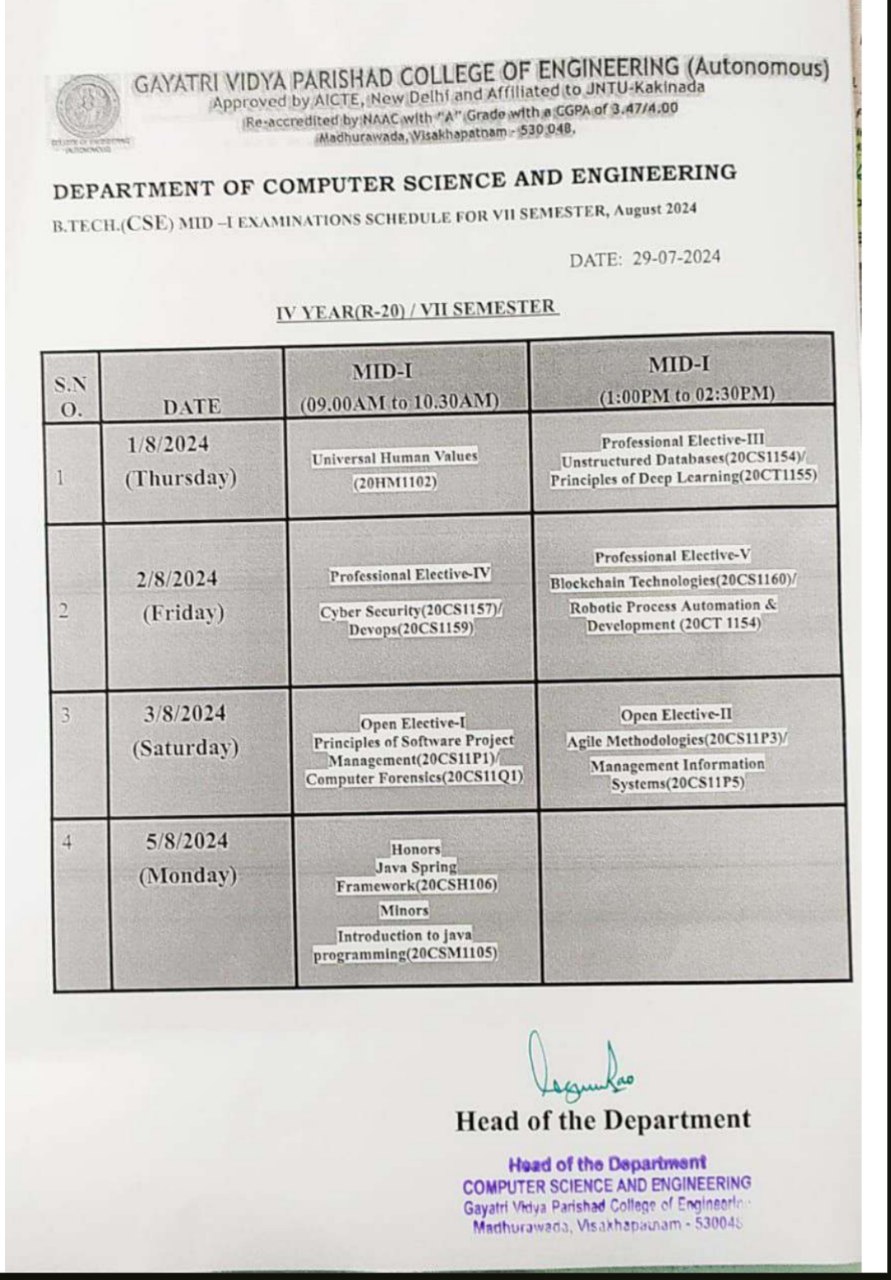 GAYATRI VIDYA PARISHAD COLLEGE OF ENGINEERING (Autonomous)
Approved by AICTE, New Delhi and Affiliated to JNTU-Kakinada
Re-accredited by NAAC with "A" Grade with a CGPA of 3.47/4.00
Madhurawada, Visakhapatnam - 530 048.
DEPARTMENT OF COMPUTER SCIENCE AND ENGINEERING
B.TECH.(CSE) MID –I EXAMINATIONS SCHEDULE FOR VII SEMESTER, August 2024
DATE: 29-07-2024
IV YEAR(R-20) / VII SEMESTER
S.N
O.
DATE
MID-I
(09.00AM to 10.30AM)
MID-I
(1:00PM to 02:30PM)
1
1/8/2024
(Thursday)
Universal Human Values
(20HM1102)
Professional Elective-III
Unstructured Databases(20CS1154)/
Principles of Deep Learning(20CT1155)
2
2/8/2024
(Friday)
Professional Elective-IV
Cyber Security(20CS1157)/
Devops(20CS1159)
Professional Elective-V
Blockchain Technologies(20CS1160)/
Robotic Process Automation &
Development (20CT 1154)
3
3/8/2024
(Saturday)
Open Elective-I
Principles of Software Project
Management(20CS11P1)/
Computer Forensics(20CS11Q1)
Open Elective-II
Agile Methodologies(20CS11P3)/
Management Information
Systems(20CS11P5)
4
5/8/2024
(Monday)
Honors
Java Spring
Framework(20CSH106)
Minors
Introduction to java
programming(20CSM1105)
Head of the Department
Head of the Department
COMPUTER SCIENCE AND ENGINEERING
Gayatri Vidya Parishad College of Engineerin
Madhurawada, Visakhapatnam - 530048